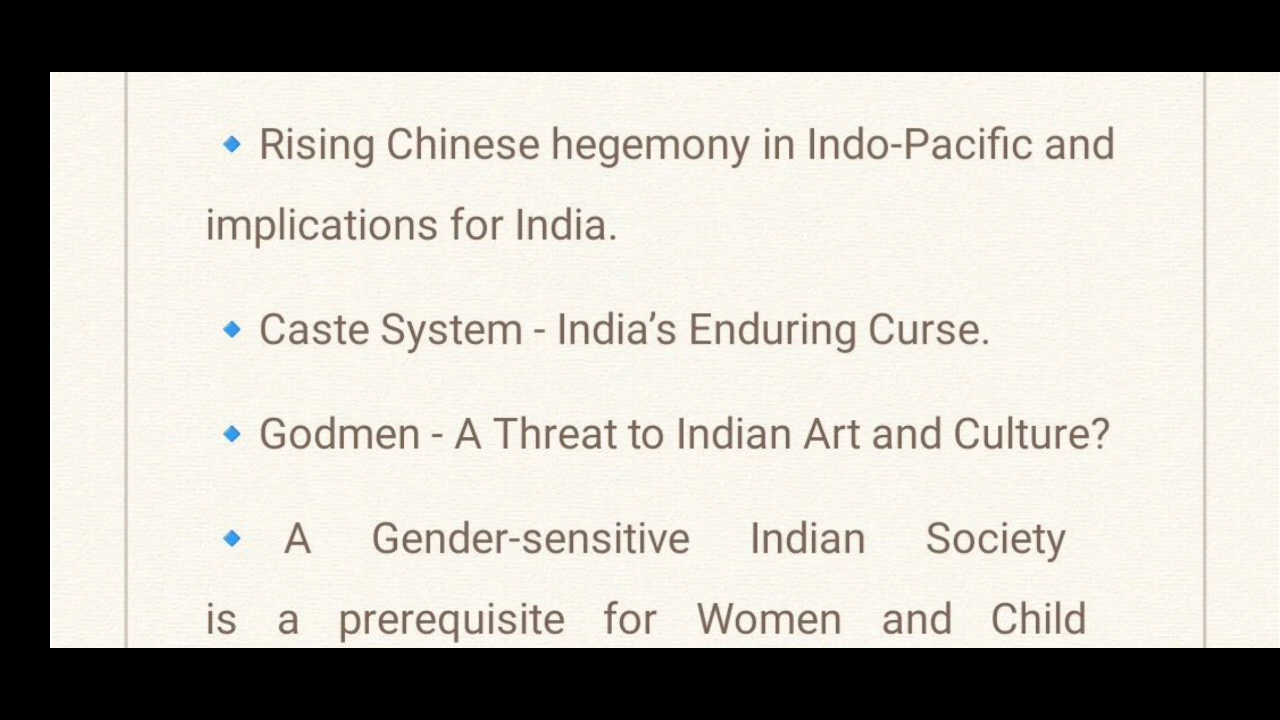 🔹 Rising Chinese hegemony in Indo-Pacific and
implications for India.
🔹 Caste System - India’s Enduring Curse.
🔹 Godmen - A Threat to Indian Art and Culture?
🔹 A Gender-sensitive Indian Society
is a prerequisite for Women and Child